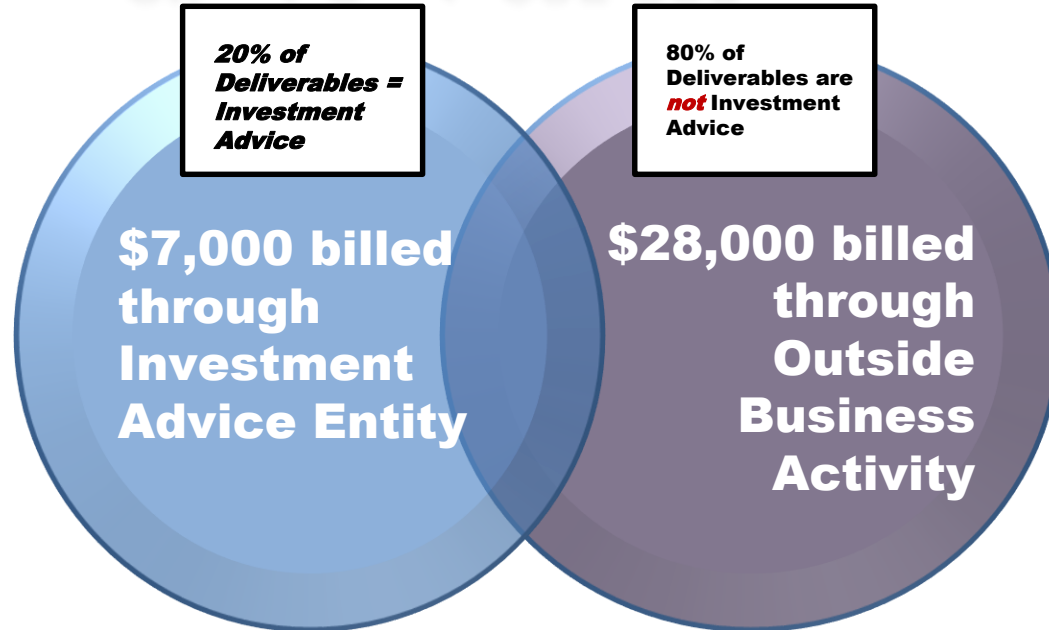 20% of
Deliverables =
Investment
Advice
80% of
Deliverables are
not Investment
Advice
$7,000 billed
through
Investment
Advice Entity
$28,000 billed
through
Outside
Business
Activity